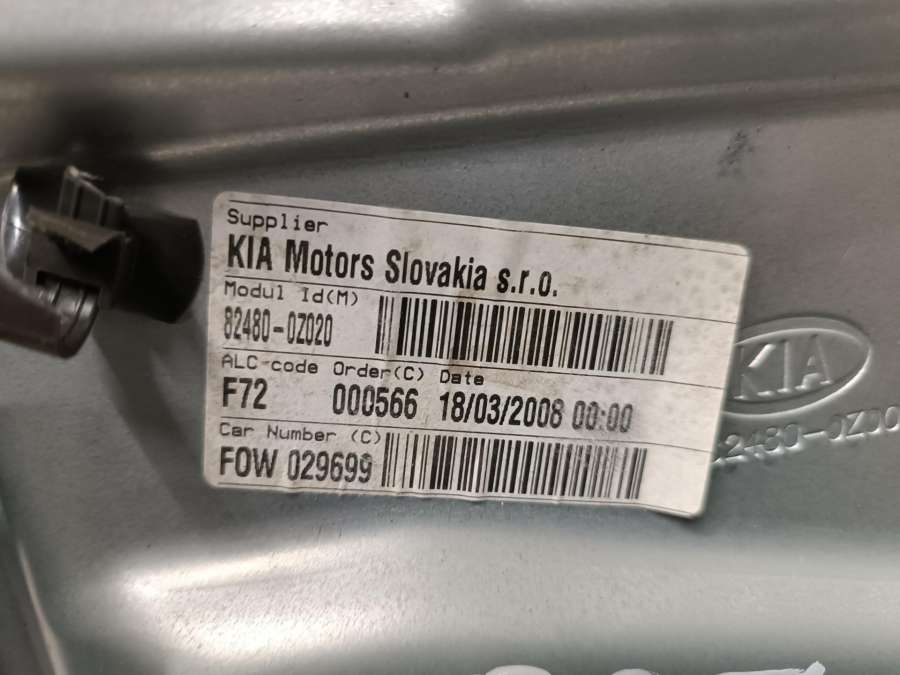 Supplier
KIA Motors Slovakia s.r.o.
Modul Id(M)
82480-0Z020
ALC-code Order(C) Date
F72 000566 18/03/2008 00:00
Car Number (C)
FOW 029699
KIA